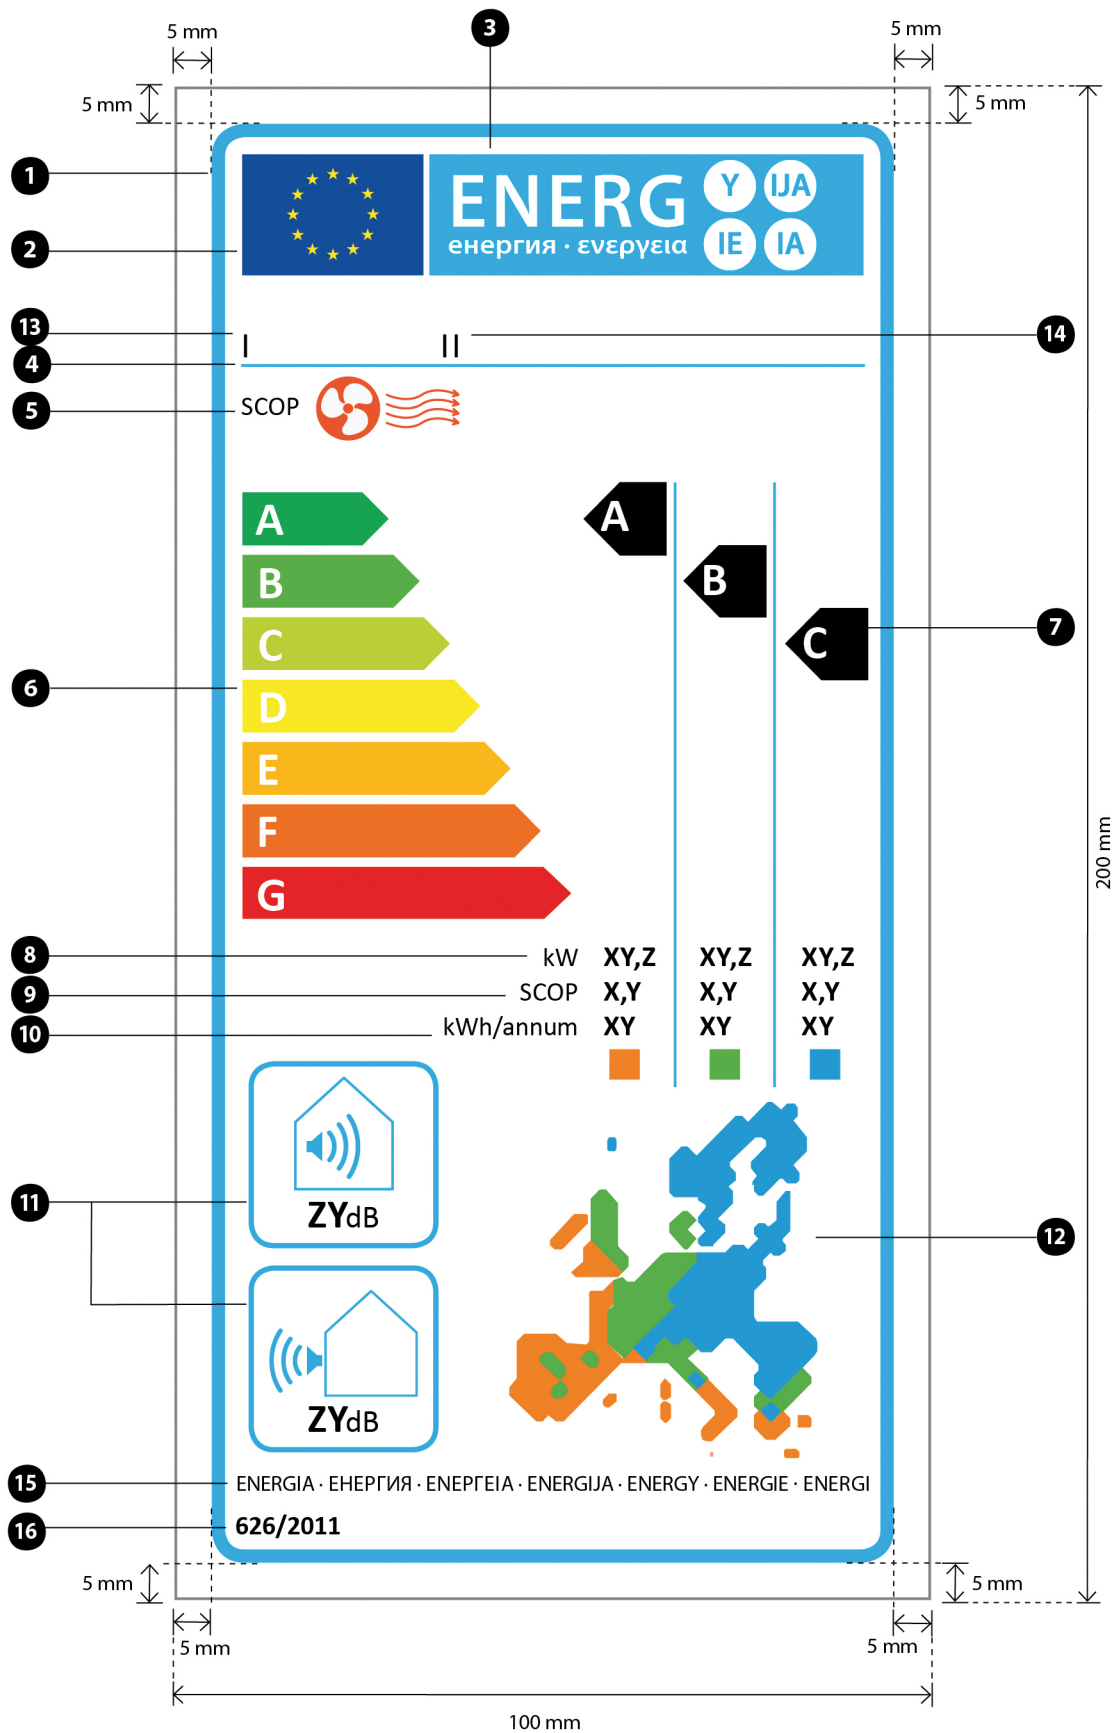 3
5 mm
5 mm
5 mm
5 mm
1
ENERG
Y
IJA
2
енергия · ενεργεια
IE
IA
13
I
II
14
4
5
SCOP
A
A
B
B
C
C
7
6
D
E
F
G
200 mm
8
kW
XY,Z
XY,Z
XY,Z
9
SCOP
X,Y
X,Y
X,Y
10
kWh/annum
XY
XY
XY
11
ZYdB
12
ZYdB
15
ENERGIA · ЕНЕРГИЯ · ΕΝΕΡΓΕΙΑ · ENERGIJA · ENERGY · ENERGIE · ENERGI
16
626/2011
5 mm
5 mm
5 mm
5 mm
100 mm